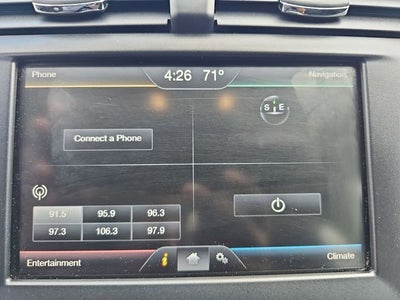 Phone 4:26 71° Navigation
S E
Connect a Phone
91.5 95.9 96.3
97.3 106.3 97.9
Entertainment i Climate